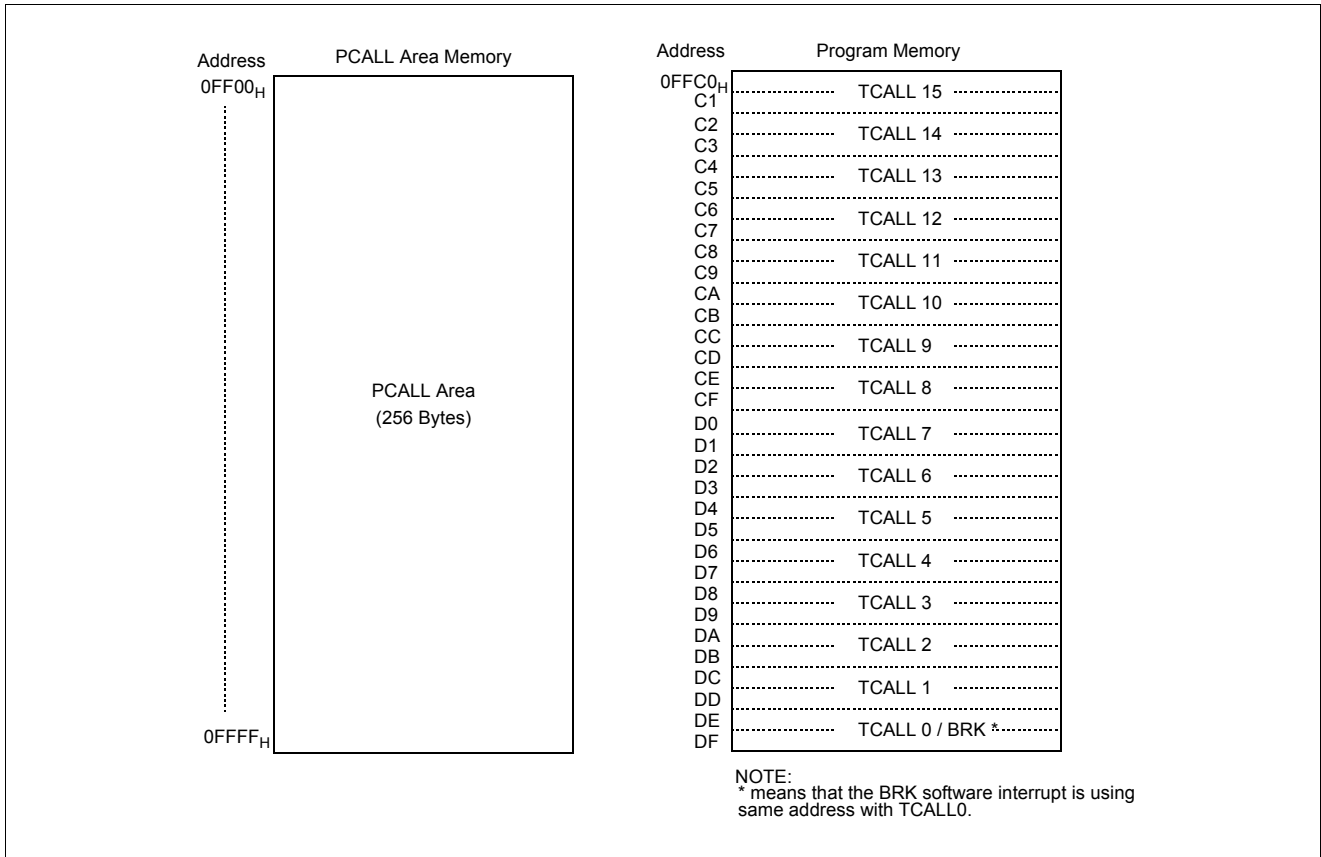 Address PCALL Area Memory
0FF00H
PCALL Area
(256 Bytes)
0FFFFH
Address Program Memory
0FFC0H
C1
TCALL 15
C2
C3
TCALL 14
C4
C5
TCALL 13
C6
C7
TCALL 12
C8
C9
TCALL 11
CA
CB
TCALL 10
CC
CD
TCALL 9
CE
CF
TCALL 8
D0
D1
TCALL 7
D2
D3
TCALL 6
D4
D5
TCALL 5
D6
D7
TCALL 4
D8
D9
TCALL 3
DA
DB
TCALL 2
DC
DD
TCALL 1
DE
DF
TCALL 0 / BRK *
NOTE:
* means that the BRK software interrupt is using
same address with TCALL0.